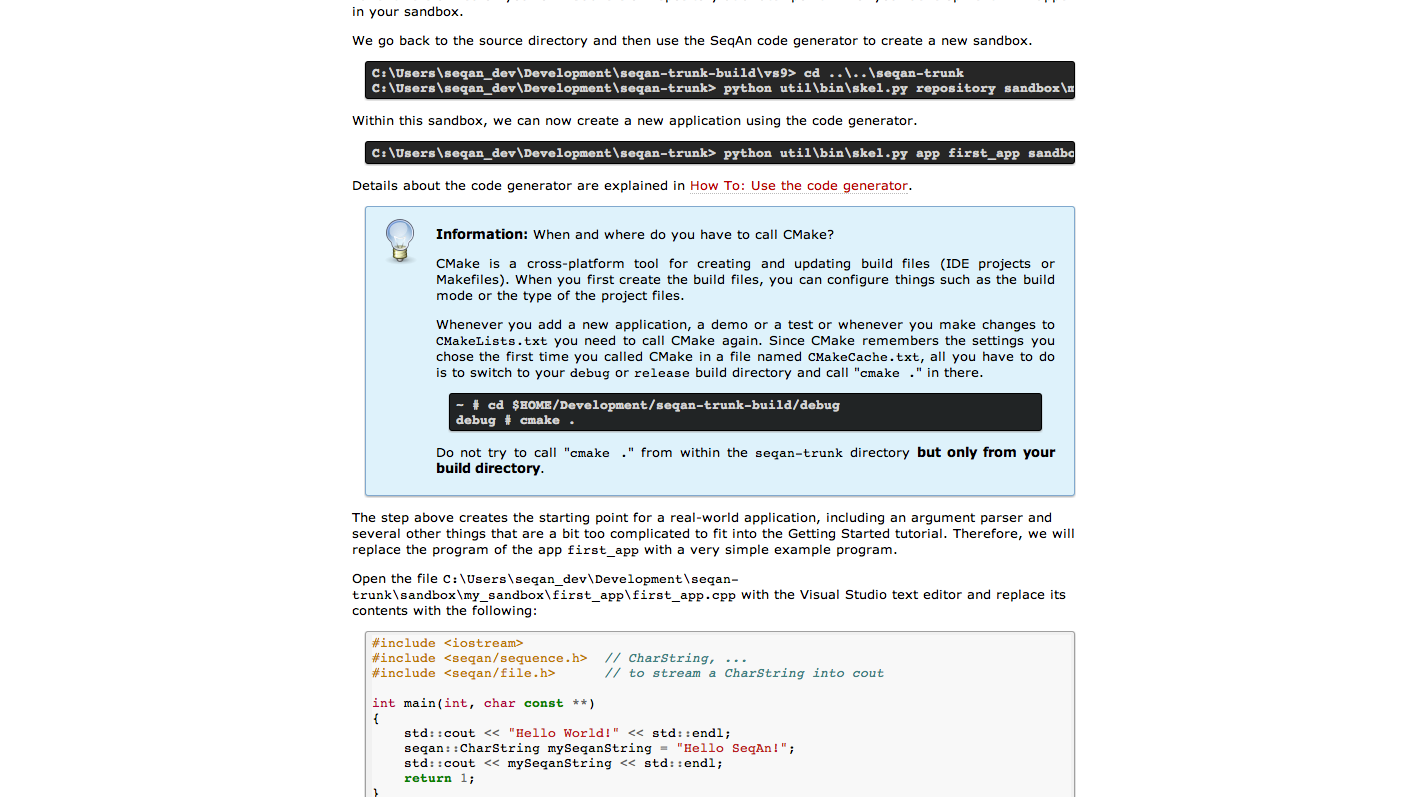 in your sandbox.
We go back to the source directory and then use the SeqAn code generator to create a new sandbox.
C:\Users\seqan_dev\Development\seqan-trunk-build\vs9> cd ..\..\seqan-trunk
C:\Users\seqan_dev\Development\seqan-trunk> python util\bin\skel.py repository sandbox\m
Within this sandbox, we can now create a new application using the code generator.
C:\Users\seqan_dev\Development\seqan-trunk> python util\bin\skel.py app first_app sandbo
Details about the code generator are explained in How To: Use the code generator.
Information: When and where do you have to call CMake?
CMake is a cross-platform tool for creating and updating build files (IDE projects or
Makefiles). When you first create the build files, you can configure things such as the build
mode or the type of the project files.
Whenever you add a new application, a demo or a test or whenever you make changes to
CMakeLists.txt you need to call CMake again. Since CMake remembers the settings you
chose the first time you called CMake in a file named CMakeCache.txt, all you have to do
is to switch to your debug or release build directory and call "cmake ." in there.
~ # cd $HOME/Development/seqan-trunk-build/debug
debug # cmake .
Do not try to call "cmake ." from within the seqan-trunk directory but only from your
build directory.
The step above creates the starting point for a real-world application, including an argument parser and
several other things that are a bit too complicated to fit into the Getting Started tutorial. Therefore, we will
replace the program of the app first_app with a very simple example program.
Open the file C:\Users\seqan_dev\Development\seqan-
trunk\sandbox\my_sandbox\first_app\first_app.cpp with the Visual Studio text editor and replace its
contents with the following:
#include <iostream>
#include <seqan/sequence.h>  // CharString, ...
#include <seqan/file.h>      // to stream a CharString into cout
int main(int, char const **)
{
    std::cout << "Hello World!" << std::endl;
    seqan::CharString mySeqanString = "Hello SeqAn!";
    std::cout << mySeqanString << std::endl;
    return 1;
}